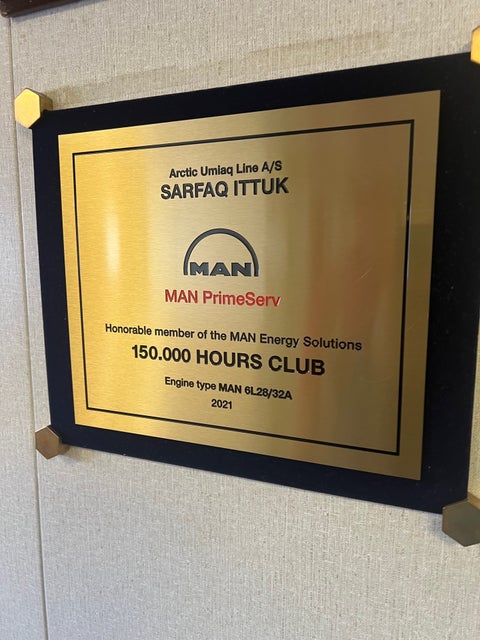 Arctic Umiaq Line A/S
SARFAQ ITTUK
MAN
MAN PrimeServ
Honorable member of the MAN Energy Solutions
150.000 HOURS CLUB
Engine type MAN 6L28/32A
2021